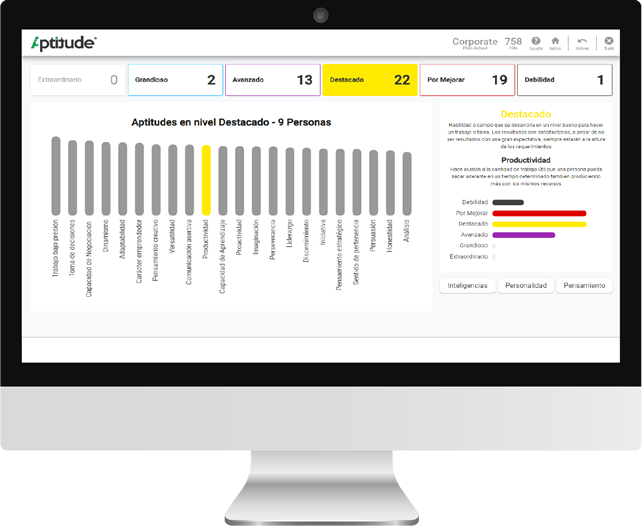 Aptitude®
Corporate
Plan Actual
758
Hits
Ayuda
Inicio
Volver
Salir
Extraordinario 0
Grandioso 2
Avanzado 13
Destacado 22
Por Mejorar 19
Debilidad 1
Aptitudes en nivel Destacado - 9 Personas
Trabajo bajo presión
Toma de decisiones
Capacidad de Negociación
Dinamismo
Adaptabilidad
Carácter emprendedor
Pensamiento creativo
Versatilidad
Comunicación asertiva
Productividad
Capacidad de Aprendizaje
Proactividad
Imaginación
Perseverancia
Liderazgo
Discernimiento
Iniciativa
Pensamiento estratégico
Sentido de pertenencia
Persuasión
Honestidad
Análisis
Destacado
Habilidad o campo que se desarrolla en un nivel bueno para hacer
un trabajo o tarea. Los resultados son satisfactorios, a pesar de no
ser resultados con una gran expectativa, siempre estarán a la altura
de los requerimientos.
Productividad
Hace alusión a la cantidad de trabajo útil que una persona pueda
sacar adelante en un tiempo determinado también produciendo
más con los mismos recursos
Debilidad
Por Mejorar
Destacado
Avanzado
Grandioso
Extraordinario
Inteligencias
Personalidad
Pensamiento